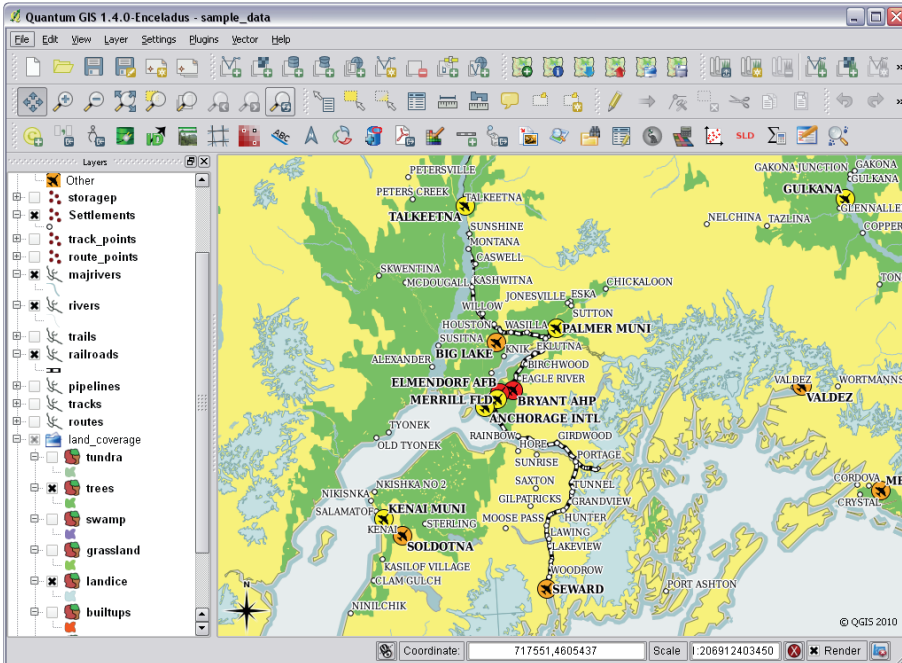 Quantum GIS 1.4.0-Enceladus - sample_data
File Edit View Layer Settings Plugins Vector Help
ABC
SLD
Layers
Other
storagep
Settlements
track_points
route_points
majrivers
rivers
trails
railroads
pipelines
tracks
routes
land_coverage
tundra
trees
swamp
grassland
landice
builtups
PETERSVILLE
PETERS CREEK
TALKEETNA
TALKEETNA
SUNSHINE
MONTANA
CASWELL
SKWENTINA
MCDOUGALL
KASHWITNA
WILLOW
HOUSTON
WASILLA
SUSITNA
BIG LAKE
KNIK
JONESVILLE
ESKA
CHICKALOON
SUTTON
PALMER MUNI
EKLUTNA
BIRCHWOOD
EAGLE RIVER
ALEXANDER
ELMENDORF AFB
MERRILL FLD
BRYANT AHP
ANCHORAGE INTL
GAKONA JUNCTION
GAKONA
GULKANA
GULKANA
GLENNALLE
NELCHINA
TAZLINA
COPPER
TON
VALDEZ
VALDEZ
WORTMANNS
TYONEK
OLD TYONEK
RAINBOW
HOPE
GIRDWOOD
SUNRISE
PORTAGE
SAXTON
TUNNEL
GILPATRICKS
GRANDVIEW
MOOSE PASS
HUNTER
LAWING
LAKEVIEW
WOODROW
SEWARD
NIKISHKA NO 2
NIKISNKA
SALAMATOF
KENAI MUNI
KENAI
STERLING
SOLDOTNA
KASILOF VILLAGE
CLAM GULCH
NINILCHIK
PORT ASHTON
CORDOVA
CRYSTAL
ME
N
© QGIS 2010
Coordinate: 717551,4605437 Scale 1:206912403450 Render